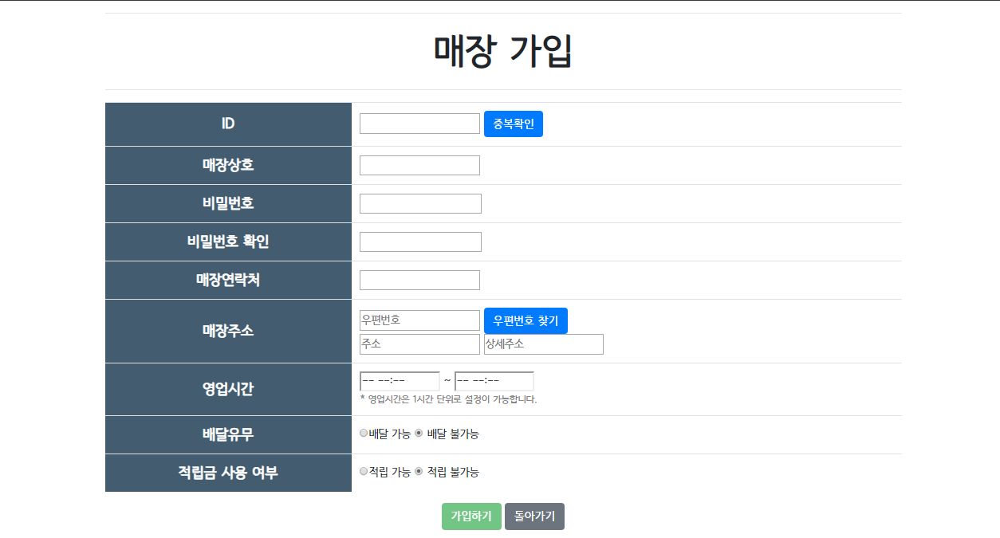 매장 가입
ID 중복확인
매장상호
비밀번호
비밀번호 확인
매장연락처
매장주소 우편번호 우편번호 찾기
주소 상세주소
영업시간 -- --:-- ~ -- --:--
* 영업시간은 1시간 단위로 설정이 가능합니다.
배달유무 배달 가능 배달 불가능
적립금 사용 여부 적립 가능 적립 불가능
가입하기 돌아가기